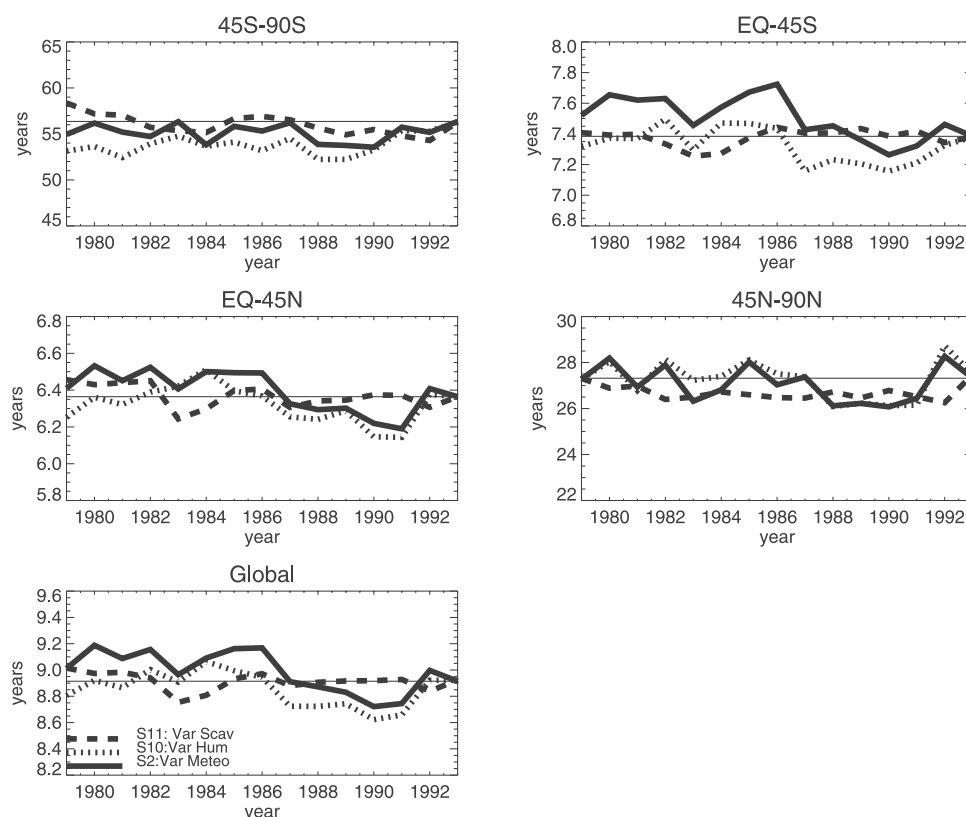 45S-90S
65
60
55
50
45
years
1980 1982 1984 1986 1988 1990 1992
year
EQ-45S
8.0
7.8
7.6
7.4
7.2
7.0
6.8
years
1980 1982 1984 1986 1988 1990 1992
year
EQ-45N
6.8
6.6
6.4
6.2
6.0
5.8
years
1980 1982 1984 1986 1988 1990 1992
year
45N-90N
30
28
26
24
22
years
1980 1982 1984 1986 1988 1990 1992
year
Global
9.6
9.4
9.2
9.0
8.8
8.6
8.4
8.2
years
S11: Var Scav
S10:Var Hum
S2:Var Meteo
1980 1982 1984 1986 1988 1990 1992
year